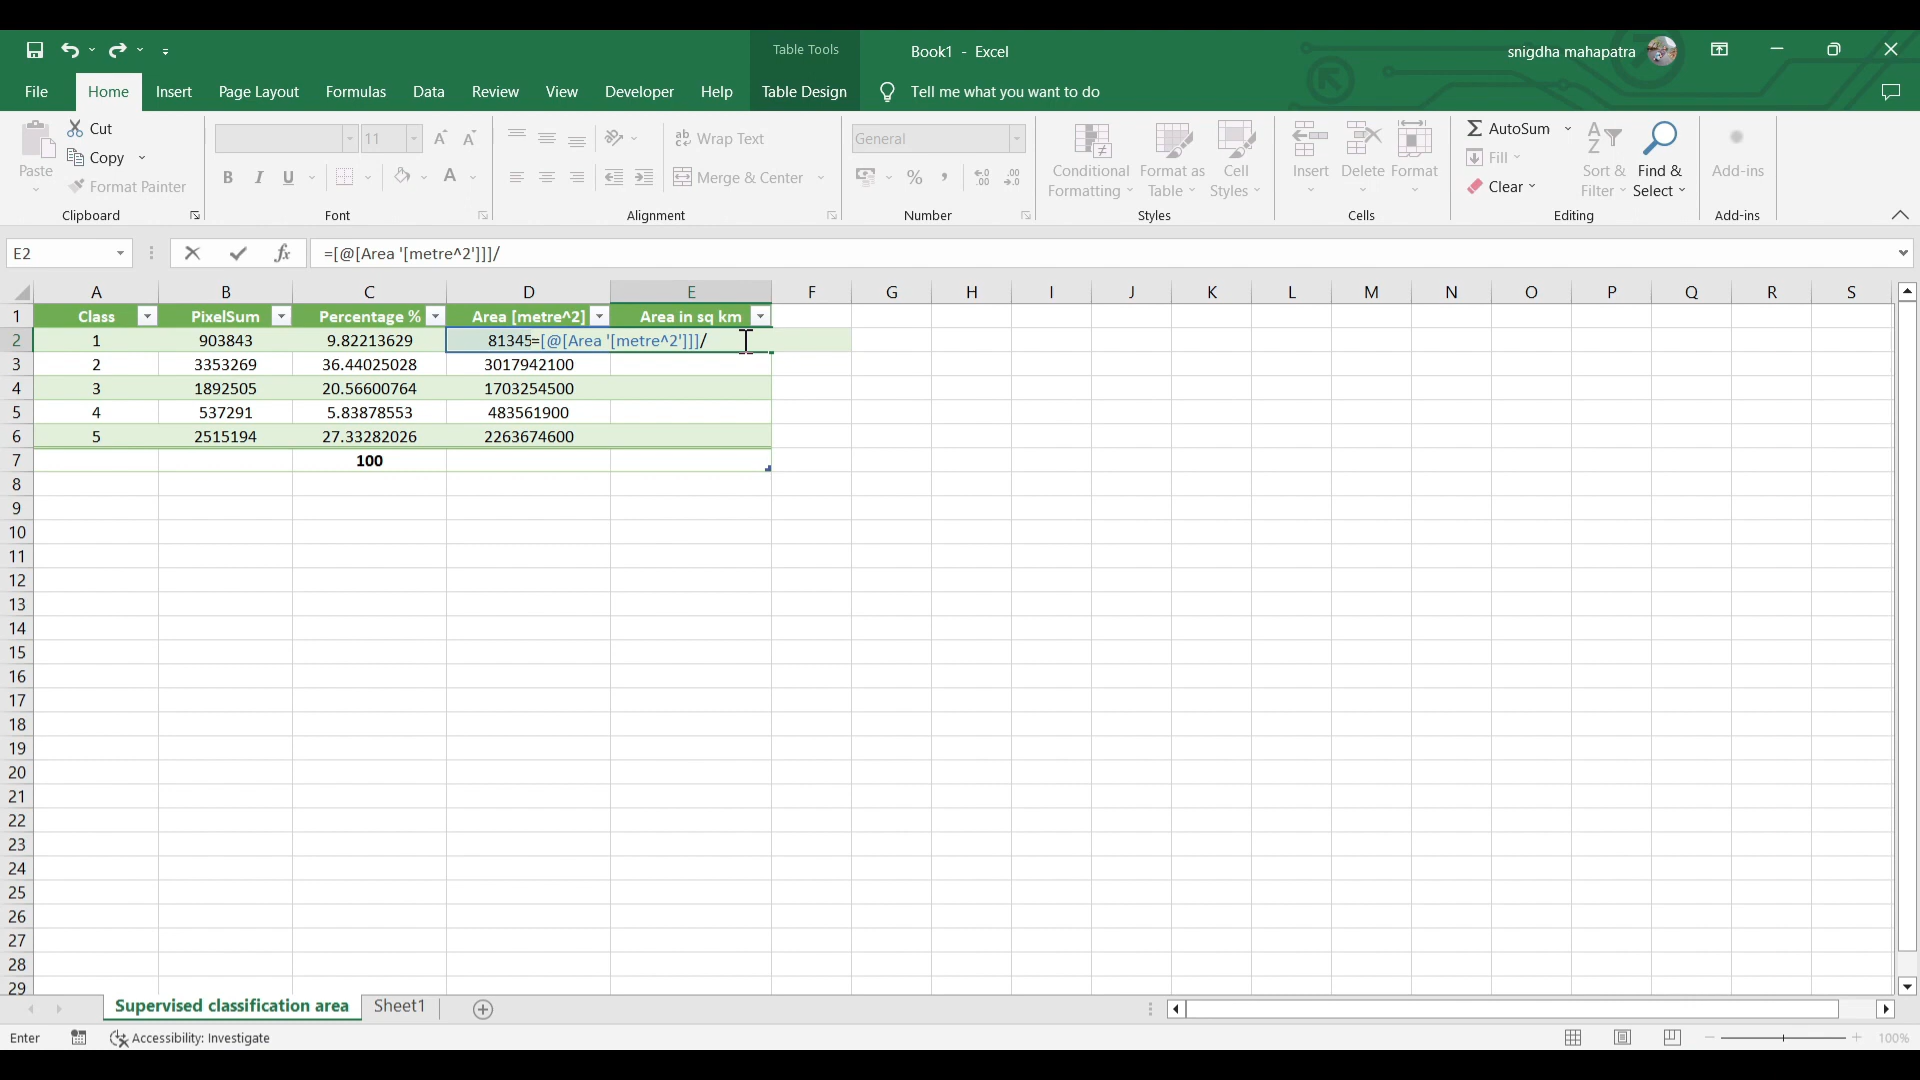 Table Tools
Book1 - Excel
snigdha mahapatra
File Home Insert Page Layout Formulas Data Review View Developer Help Table Design Tell me what you want to do
Paste
Cut
Copy
Format Painter
Clipboard
11
B I U
A
Font
ab Wrap Text
Merge & Center
Alignment
General
% ,
Number
Conditional Formatting
Format as Table
Cell Styles
Styles
Insert Delete Format
Cells
AutoSum
Fill
Clear
Sort & Filter
Find & Select
Editing
Add-ins
Add-ins
E2 fx =[@[Area '[metre^2']]]/
A B C D E F G H I J K L M N O P Q R S
1 Class PixelSum Percentage % Area [metre^2] Area in sq km
2 1 903843 9.82213629 81345=[@[Area '[metre^2']]]/
3 2 3353269 36.44025028 3017942100
4 3 1892505 20.56600764 1703254500
5 4 537291 5.83878553 483561900
6 5 2515194 27.33282026 2263674600
7 100
8
9
10
11
12
13
14
15
16
17
18
19
20
21
22
23
24
25
26
27
28
29
Supervised classification area Sheet1
Enter Accessibility: Investigate 100%